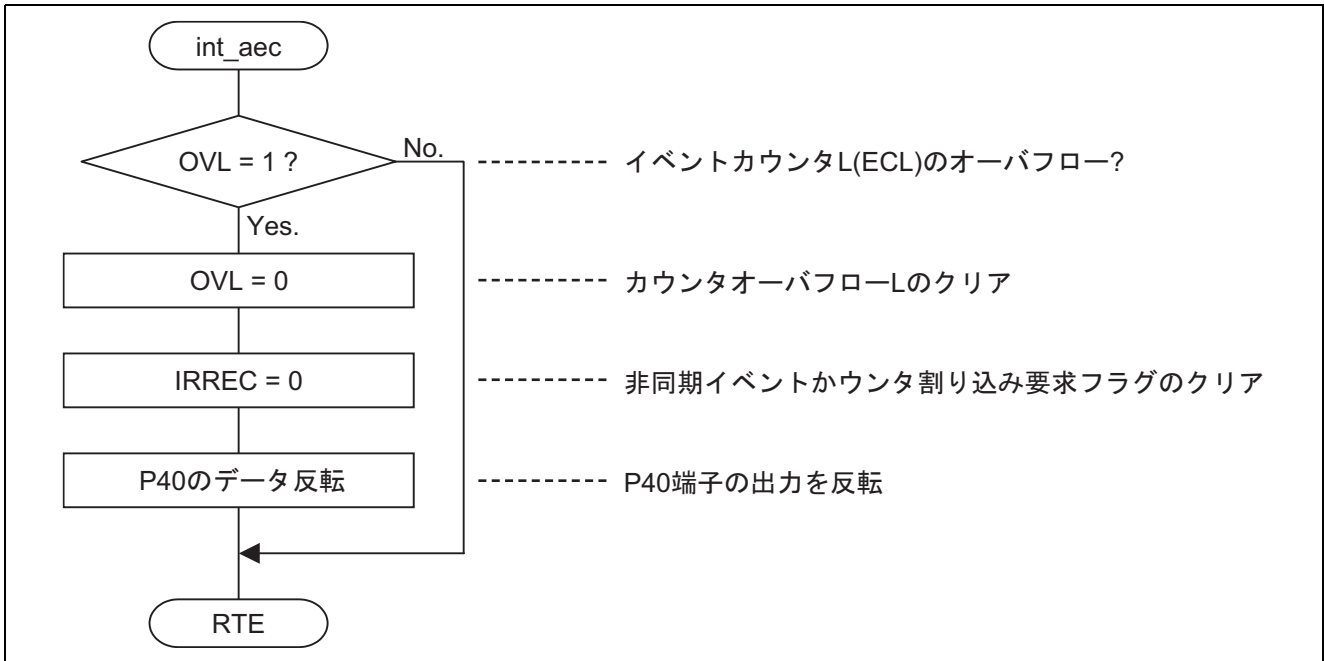 int_aec
OVL = 1 ?
No.
イベントカウンタL(ECL)のオーバフロー?
Yes.
OVL = 0
カウンタオーバフローLのクリア
IRREC = 0
非同期イベントかウンタ割り込み要求フラグのクリア
P40のデータ反転
P40端子の出力を反転
RTE